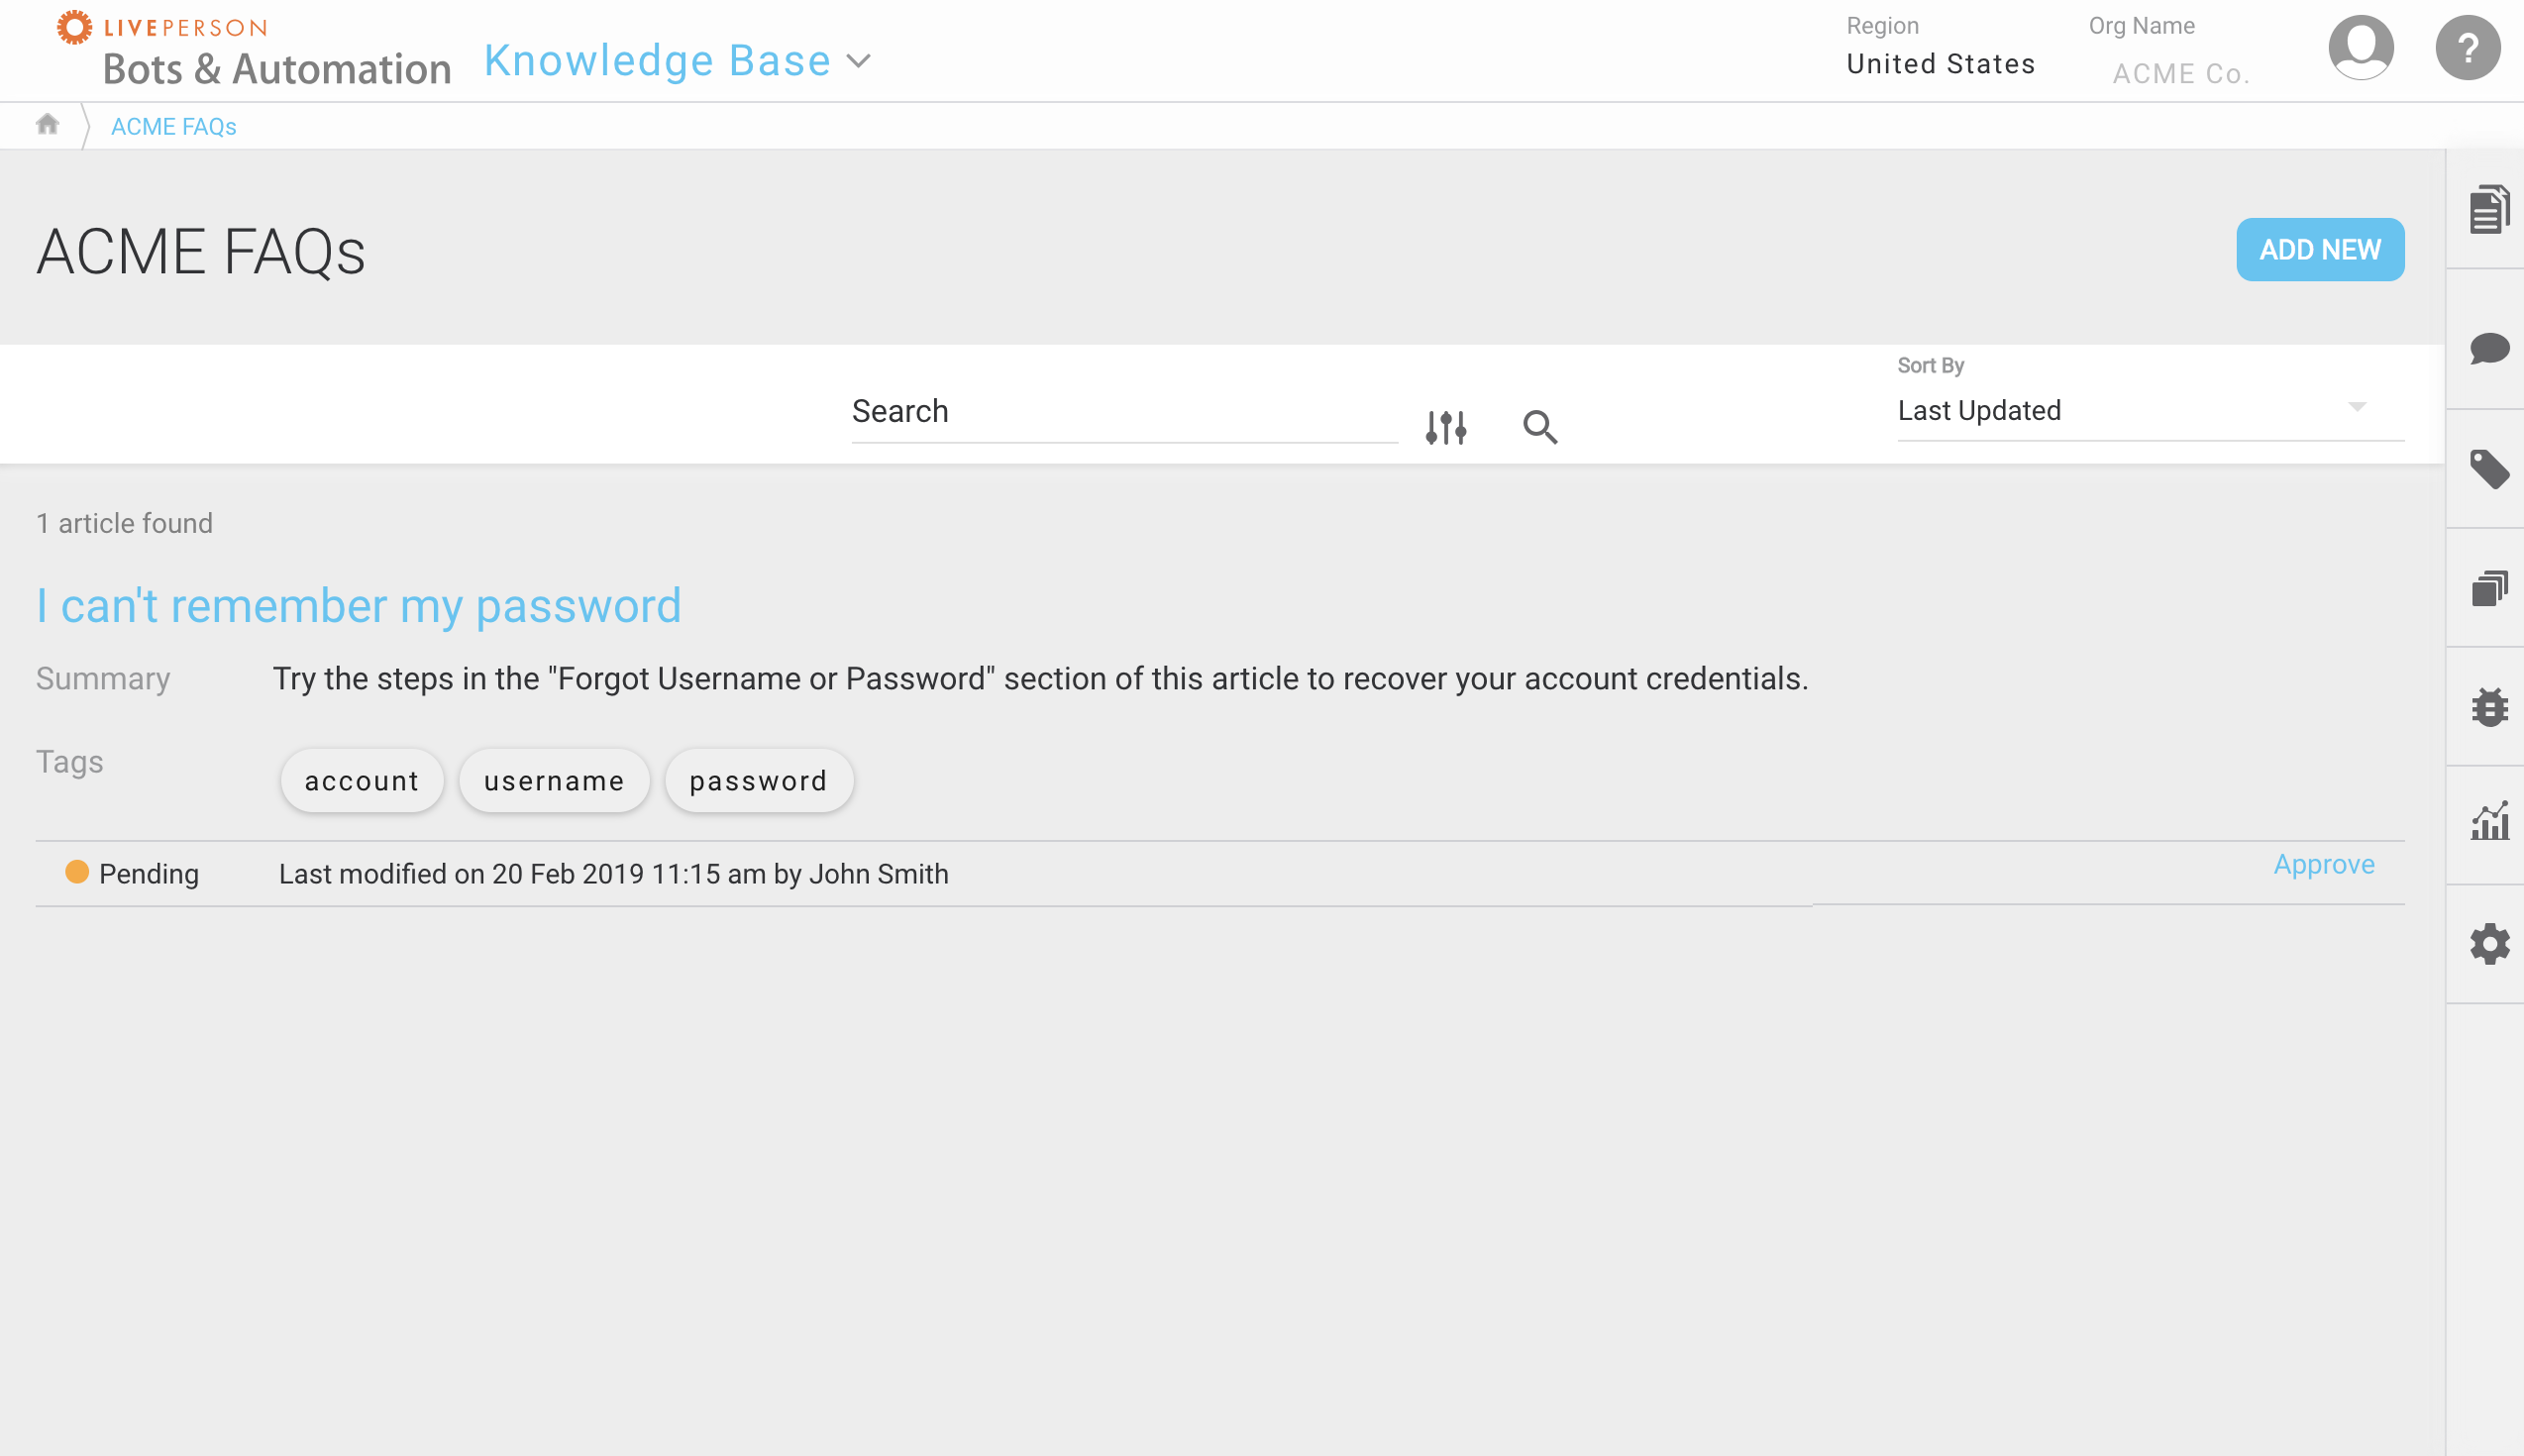 LIVEPERSON
Bots & Automation
Knowledge Base
Region
United States
Org Name
ACME Co.
?
ACME FAQs
ACME FAQs
ADD NEW
Search
Sort By
Last Updated
1 article found
I can't remember my password
Summary
Try the steps in the "Forgot Username or Password" section of this article to recover your account credentials.
Tags
account
username
password
Pending
Last modified on 20 Feb 2019 11:15 am by John Smith
Approve